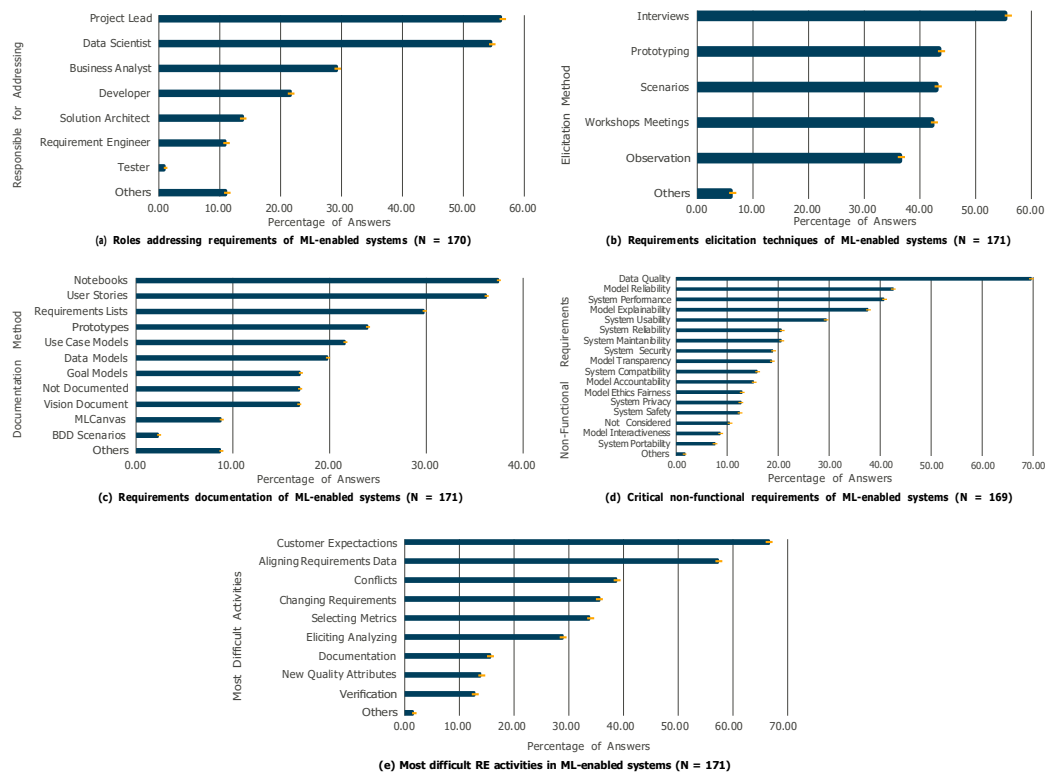 Responsible for Addressing
Project Lead
Data Scientist
Business Analyst
Developer
Solution Architect
Requirement Engineer
Tester
Others
0.00 10.00 20.00 30.00 40.00 50.00 60.00
Percentage of Answers
(a) Roles addressing requirements of ML-enabled systems (N = 170)
Elicitation Method
Interviews
Prototyping
Scenarios
Workshops Meetings
Observation
Others
0.00 10.00 20.00 30.00 40.00 50.00 60.00
Percentage of Answers
(b) Requirements elicitation techniques of ML-enabled systems (N = 171)
Documentation Method
Notebooks
User Stories
Requirements Lists
Prototypes
Use Case Models
Data Models
Goal Models
Not Documented
Vision Document
MLCanvas
BDD Scenarios
Others
0.00 10.00 20.00 30.00 40.00
Percentage of Answers
(c) Requirements documentation of ML-enabled systems (N = 171)
Non-Functional Requirements
Data Quality
Model Reliability
System Performance
Model Explainability
System Usability
System Reliability
System Maintanibility
System Security
Model Transparency
System Compatibility
Model Accountability
Model Ethics Fairness
System Privacy
System Safety
Not Considered
Model Interactiveness
System Portability
Others
0.00 10.00 20.00 30.00 40.00 50.00 60.00 70.00
Percentage of Answers
(d) Critical non-functional requirements of ML-enabled systems (N = 169)
Most Difficult Activities
Customer Expectactions
Aligning Requirements Data
Conflicts
Changing Requirements
Selecting Metrics
Eliciting Analyzing
Documentation
New Quality Attributes
Verification
Others
0.00 10.00 20.00 30.00 40.00 50.00 60.00 70.00
Percentage of Answers
(e) Most difficult RE activities in ML-enabled systems (N = 171)